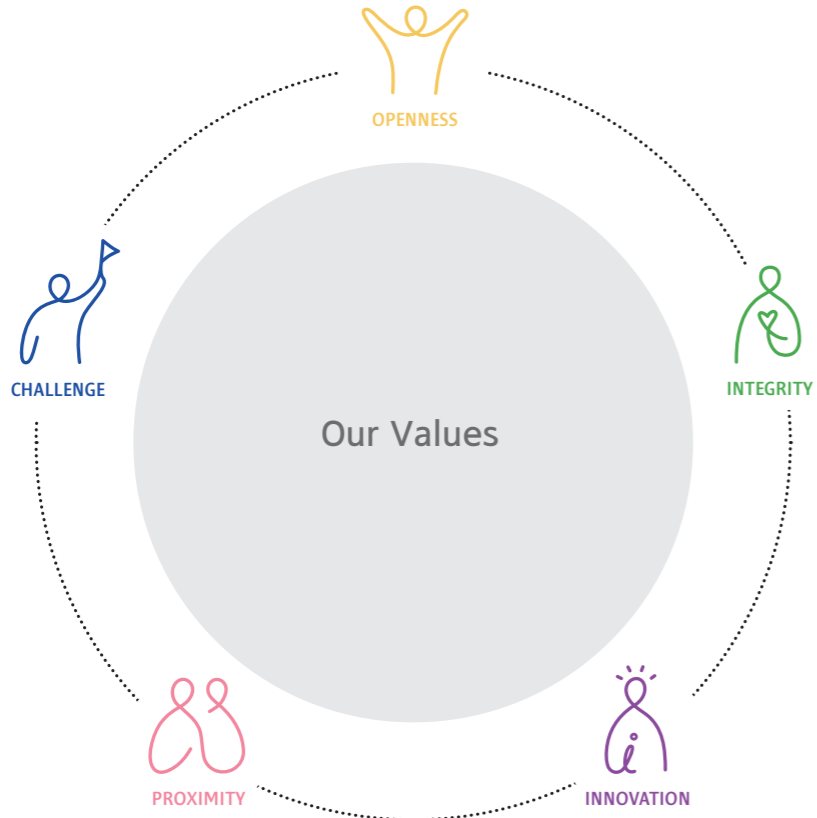 OPENNESS
CHALLENGE
INTEGRITY
Our Values
PROXIMITY
INNOVATION